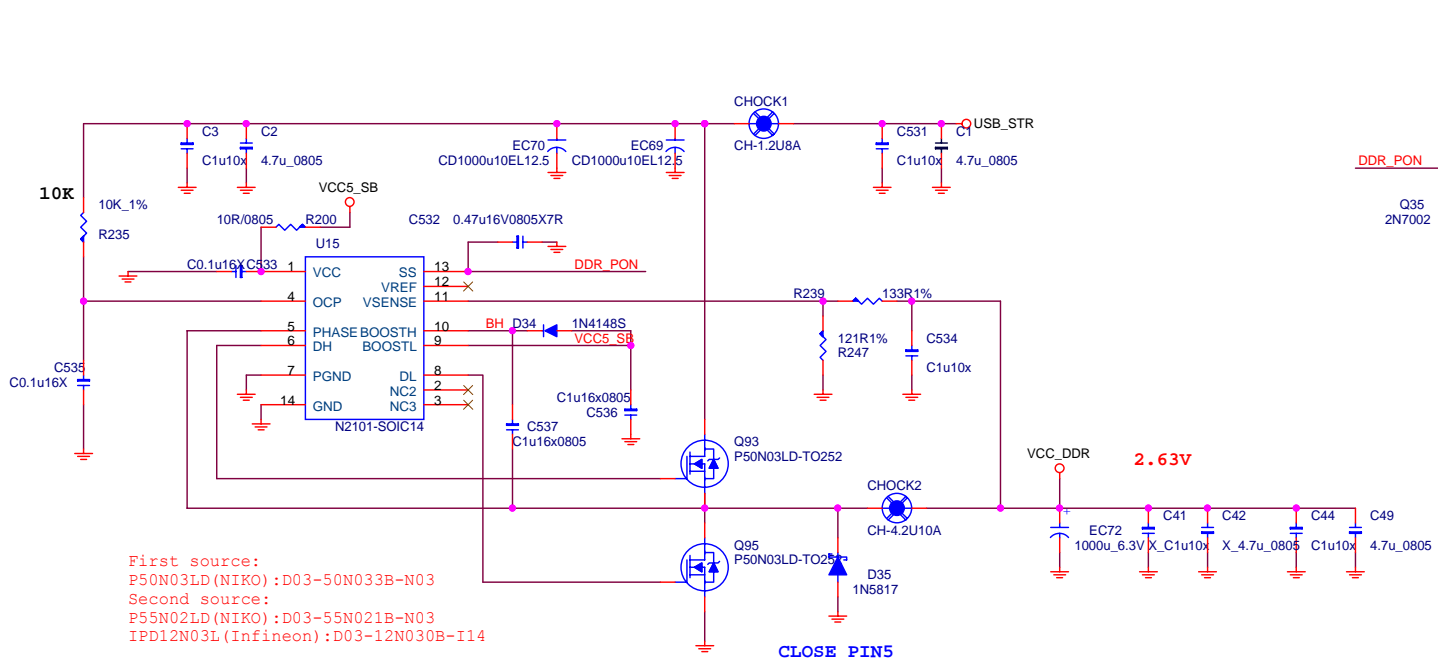 CHOCK1
CH-1.2U8A
USB_STR
C3
C1u10x
C2
4.7u_0805
EC70
CD1000u10EL12.5
EC69
CD1000u10EL12.5
C531
C1u10x
C1
4.7u_0805
DDR_PON
Q35
2N7002
10K
10K_1%
R235
VCC5_SB
10R/0805
R200
C532
0.47u16V0805X7R
U15
C0.1u16X
C533
DDR_PON
1
VCC
4
OCP
5
PHASE
6
DH
7
PGND
14
GND
SS
13
VREF
12
VSENSE
11
BOOSTH
10
BOOSTL
9
DL
8
NC2
2
NC3
3
N2101-SOIC14
BH
D34
1N4148S
VCC5_SB
R239
133R1%
121R1%
R247
C534
C1u10x
C535
C0.1u16X
C1u16x0805
C536
C537
C1u16x0805
Q93
P50N03LD-TO252
VCC_DDR
2.63V
CHOCK2
CH-4.2U10A
Q95
P50N03LD-TO252
D35
1N5817
EC72
1000u_6.3V
C41
X_C1u10x
C42
X_4.7u_0805
C44
C1u10x
C49
4.7u_0805
First source:
P50N03LD(NIKO):D03-50N033B-N03
Second source:
P55N02LD(NIKO):D03-55N021B-N03
IPD12N03L(Infineon):D03-12N030B-I14
CLOSE PIN5